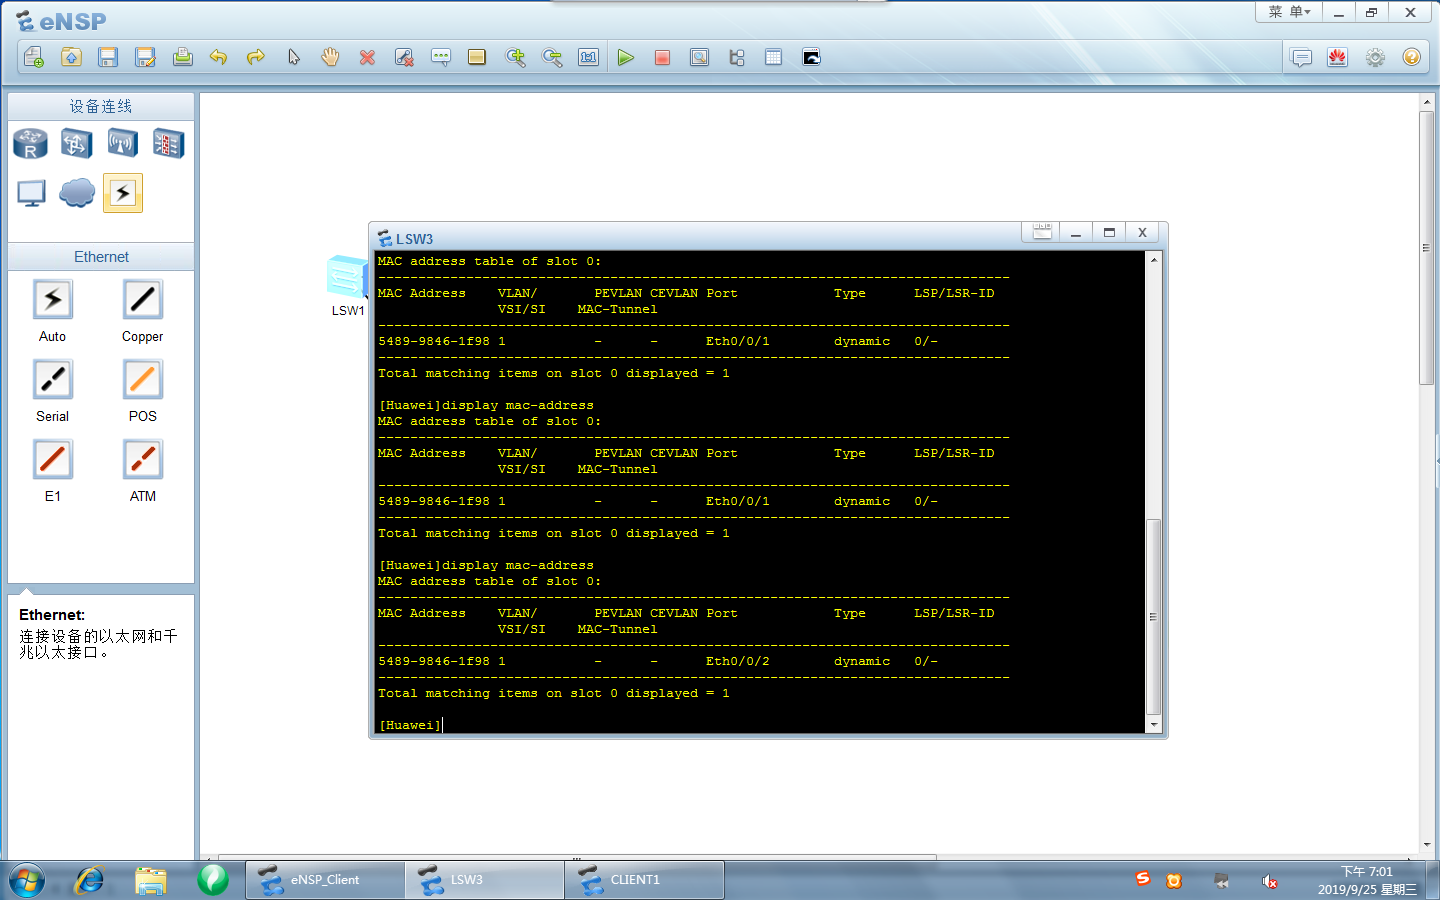 eNSP
菜 单
设备连线
R
Ethernet
Auto
Copper
Serial
POS
E1
ATM
Ethernet:
连接设备的以太网和千
兆以太接口。
LSW1
LSW3
MAC address table of slot 0:
-------------------------------------------------------------------------------
MAC Address    VLAN/       PEVLAN CEVLAN Port            Type      LSP/LSR-ID
               VSI/SI    MAC-Tunnel
-------------------------------------------------------------------------------
5489-9846-1f98 1           -      -      Eth0/0/1        dynamic   0/-
-------------------------------------------------------------------------------
Total matching items on slot 0 displayed = 1
[Huawei]display mac-address
MAC address table of slot 0:
-------------------------------------------------------------------------------
MAC Address    VLAN/       PEVLAN CEVLAN Port            Type      LSP/LSR-ID
               VSI/SI    MAC-Tunnel
-------------------------------------------------------------------------------
5489-9846-1f98 1           -      -      Eth0/0/1        dynamic   0/-
-------------------------------------------------------------------------------
Total matching items on slot 0 displayed = 1
[Huawei]display mac-address
MAC address table of slot 0:
-------------------------------------------------------------------------------
MAC Address    VLAN/       PEVLAN CEVLAN Port            Type      LSP/LSR-ID
               VSI/SI    MAC-Tunnel
-------------------------------------------------------------------------------
5489-9846-1f98 1           -      -      Eth0/0/2        dynamic   0/-
-------------------------------------------------------------------------------
Total matching items on slot 0 displayed = 1
[Huawei]
eNSP_Client
LSW3
CLIENT1
下午 7:01
2019/9/25 星期三